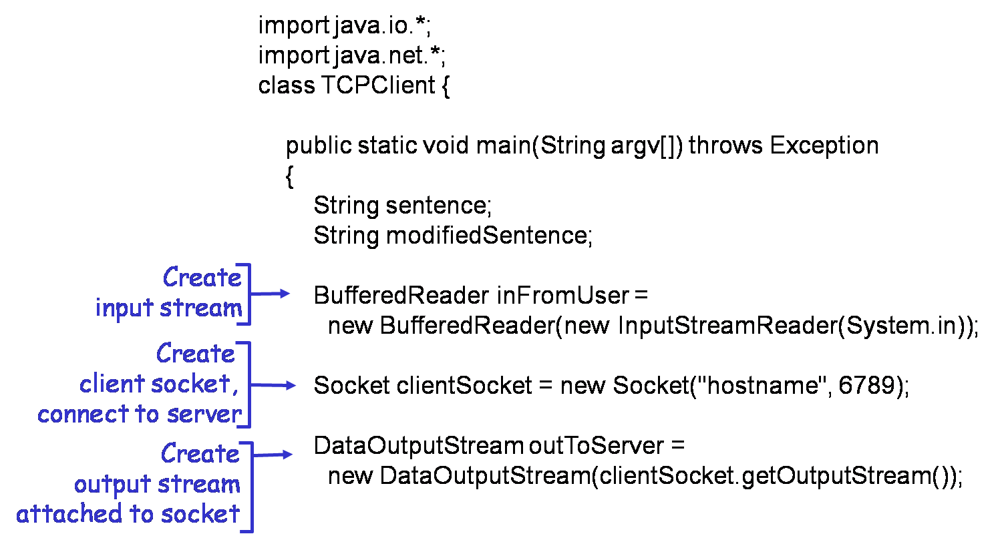 import java.io.*;
import java.net.*;
class TCPClient {
public static void main(String argv[]) throws Exception
{
String sentence;
String modifiedSentence;
Create
input stream
BufferedReader inFromUser =
new BufferedReader(new InputStreamReader(System.in));
Create
client socket,
connect to server
Socket clientSocket = new Socket("hostname", 6789);
Create
output stream
attached to socket
DataOutputStream outToServer =
new DataOutputStream(clientSocket.getOutputStream());